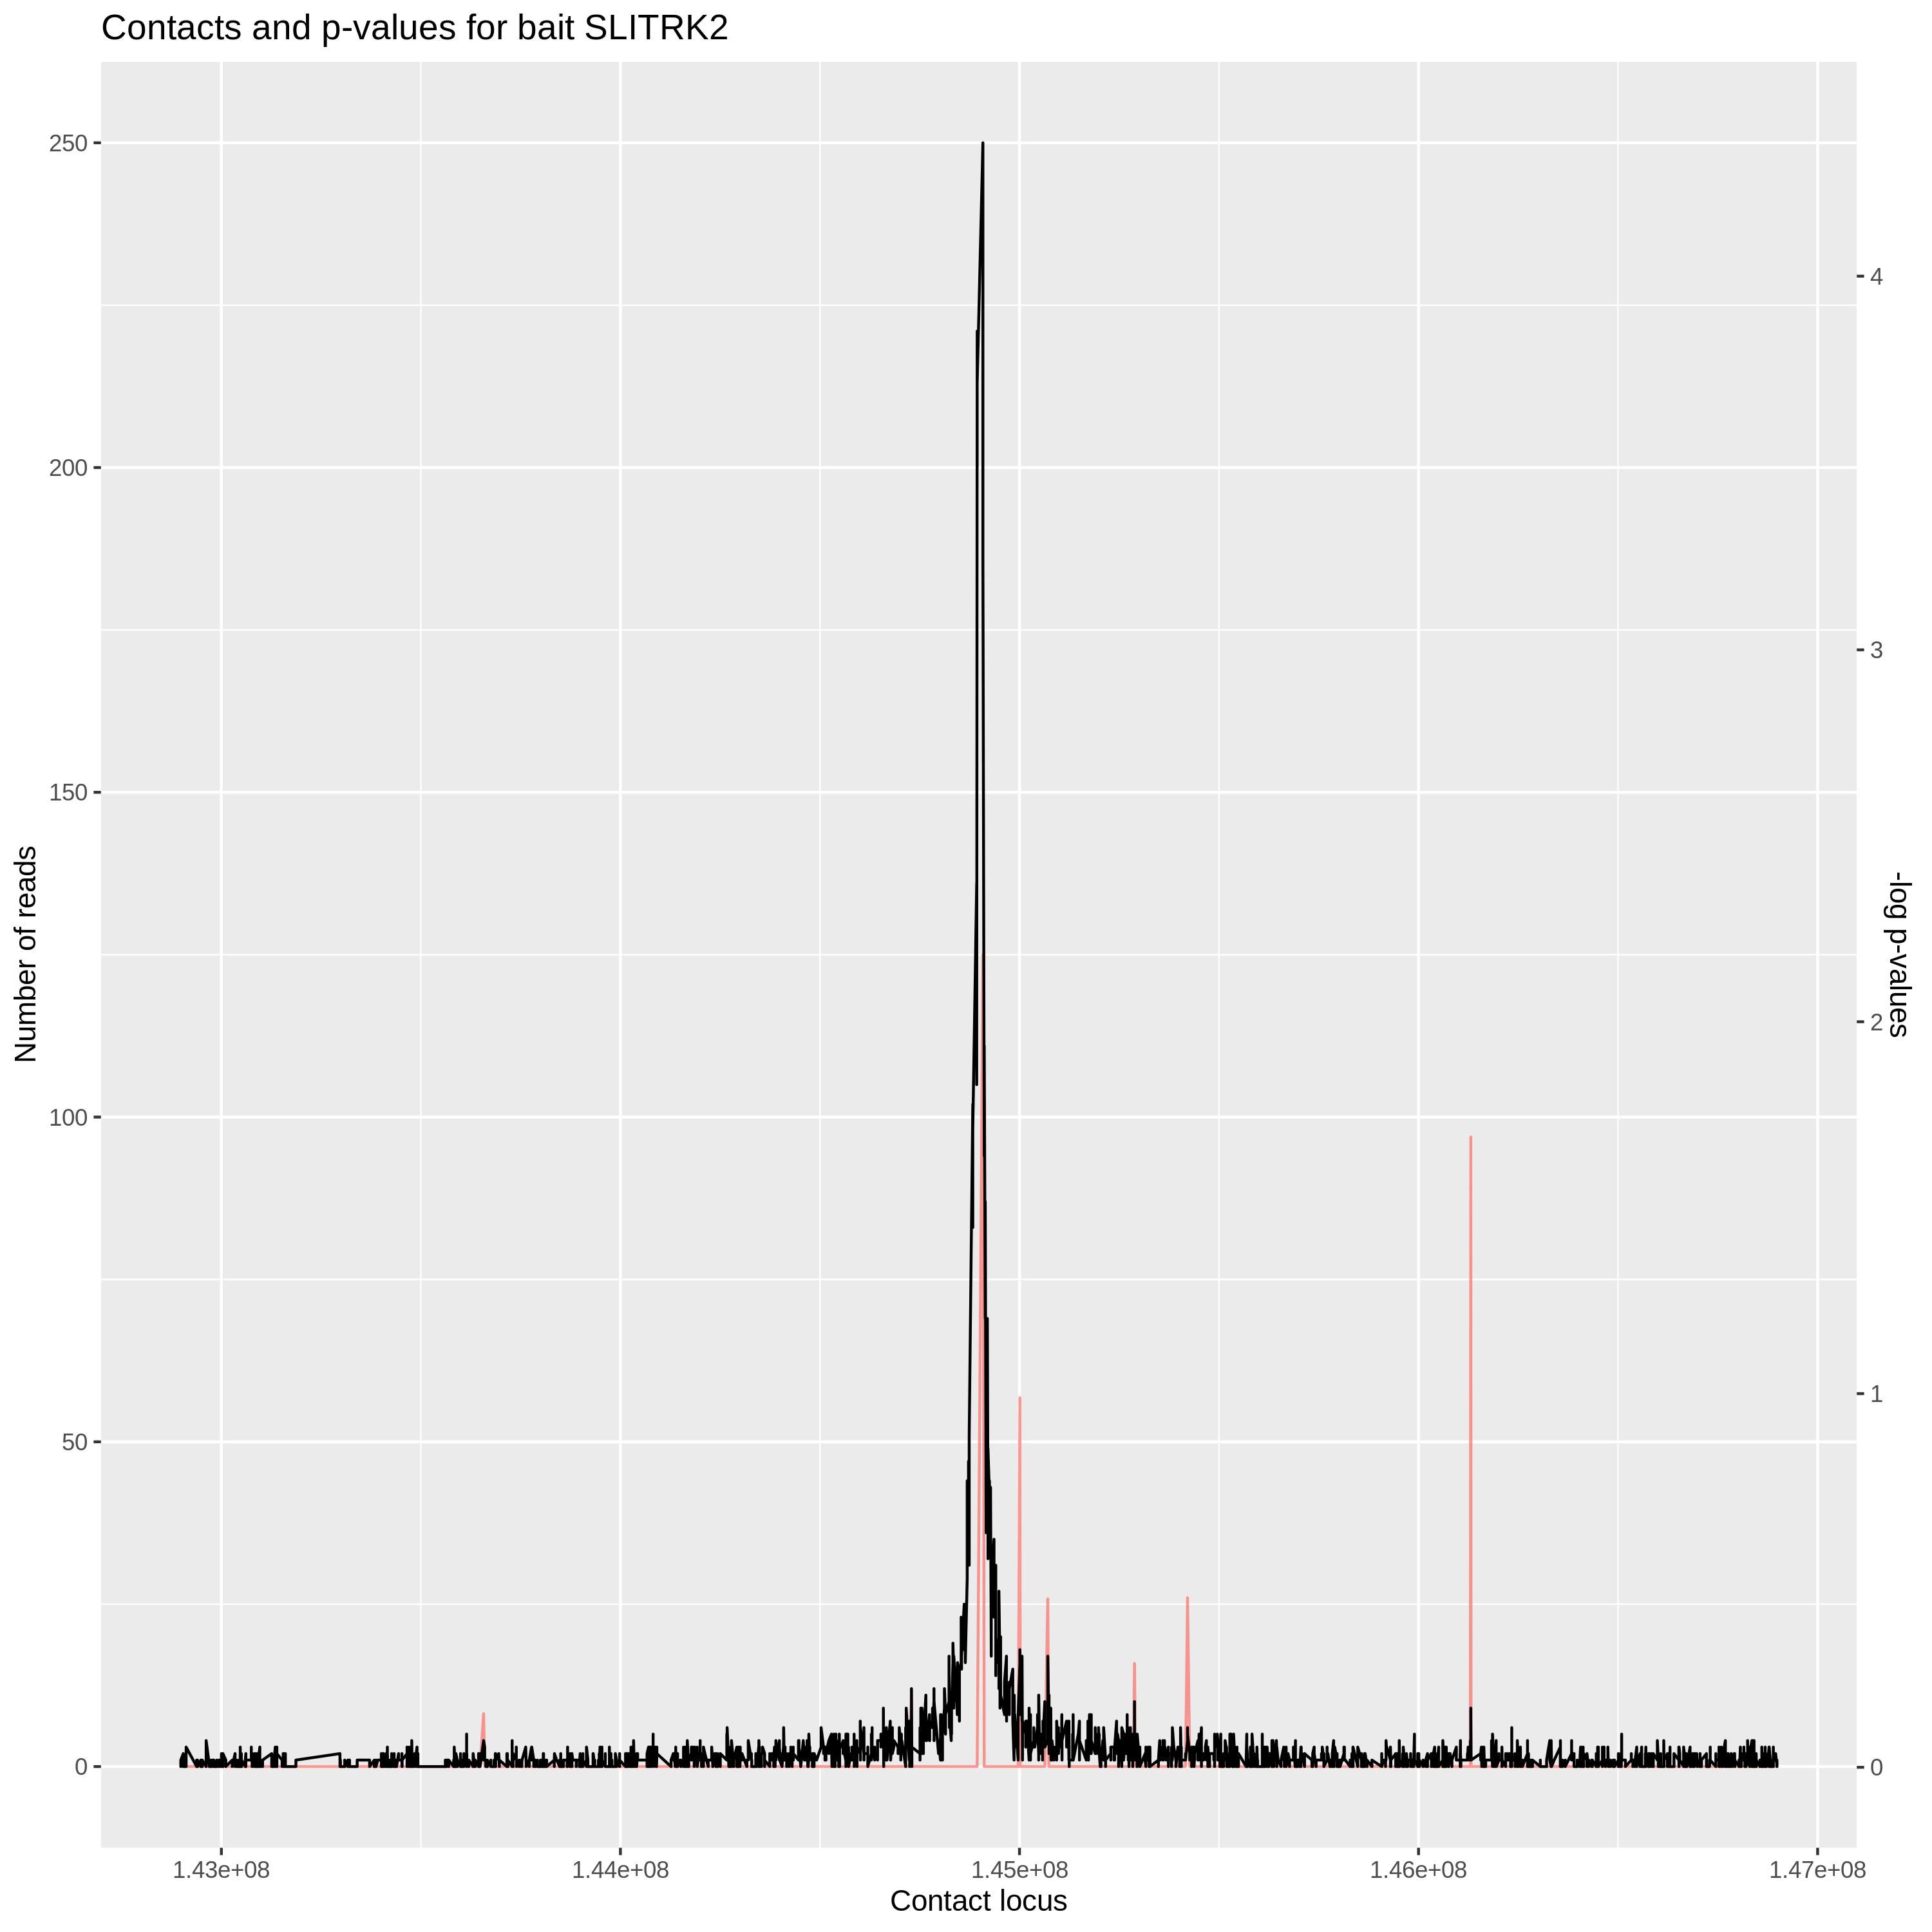 Contacts and p-values for bait SLITRK2
250
200
150
100
50
0
Number of reads
4
3
2
1
0
-log p-values
1.43e+08
1.44e+08
1.45e+08
1.46e+08
1.47e+08
Contact locus